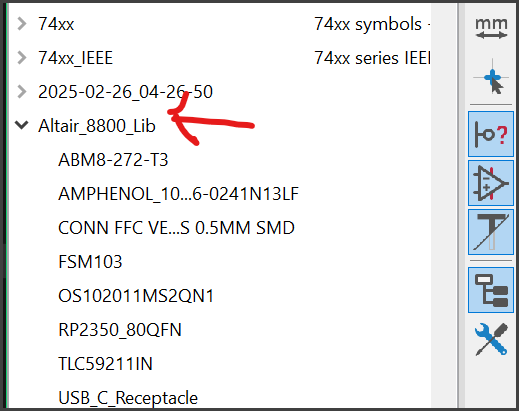 74xx 74xx symbols -
74xx_IEEE 74xx series IEEE
2025-02-26_04-26-50
Altair_8800_Lib
ABM8-272-T3
AMPHENOL_10...6-0241N13LF
CONN FFC VE...S 0.5MM SMD
FSM103
OS102011MS2QN1
RP2350_80QFN
TLC59211IN
USB_C_Receptacle
mm
?